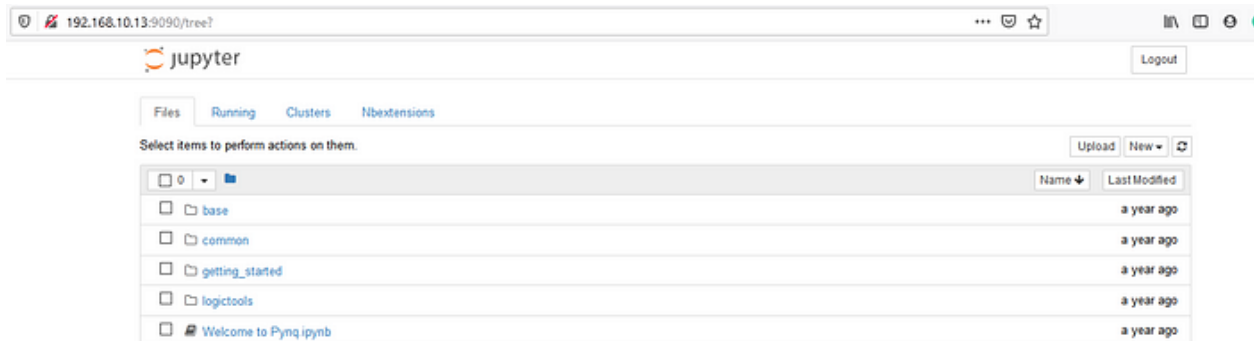 192.168.10.13:9090/tree?
jupyter
Logout
Files Running Clusters Nbextensions
Select items to perform actions on them.
Upload New
0 Name Last Modified
base a year ago
common a year ago
getting_started a year ago
logictools a year ago
Welcome to Pynq.ipynb a year ago